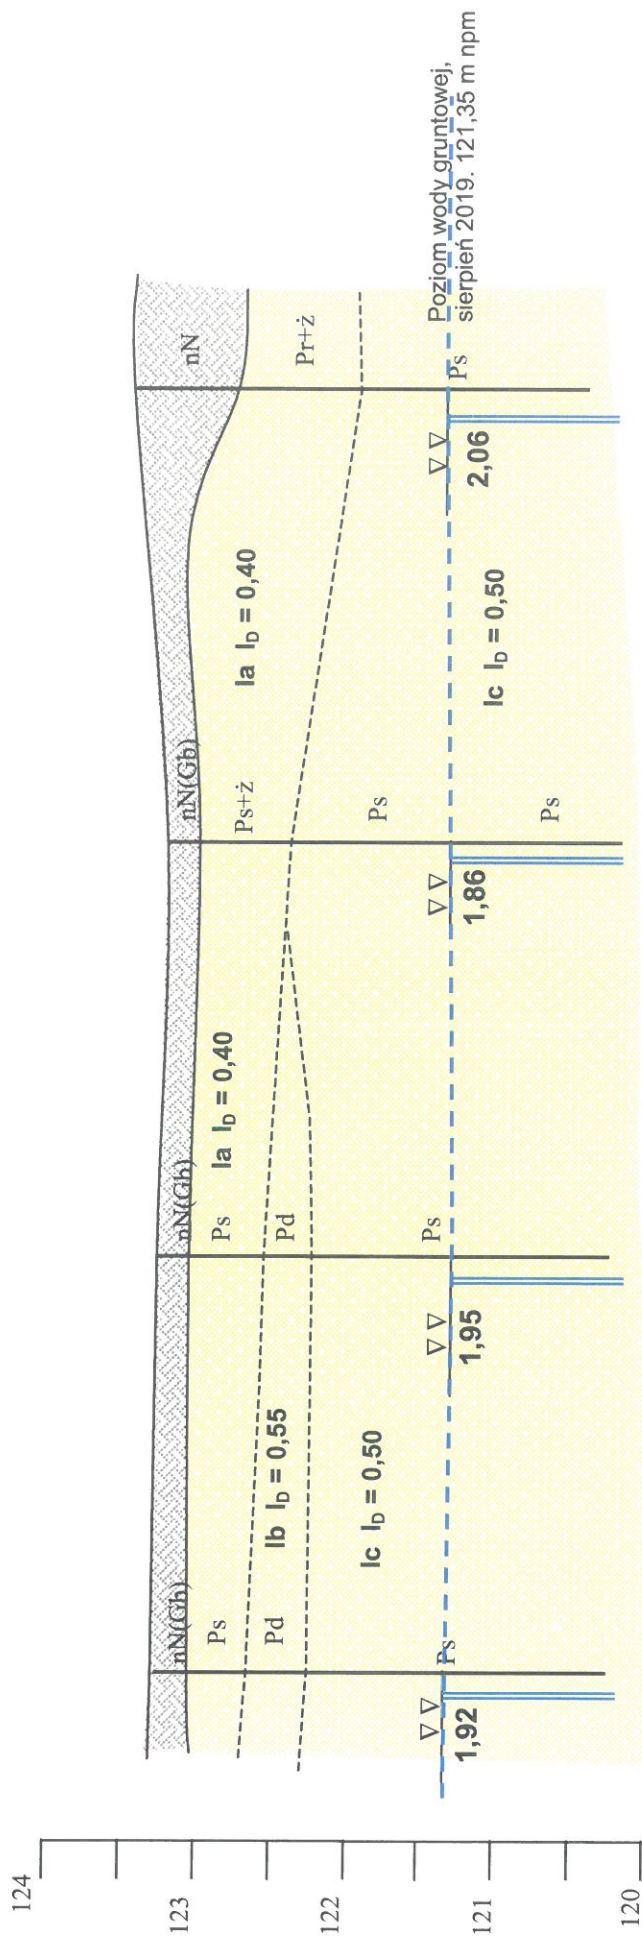 124
123
122
121
120
nN(Gb)
Ps
Pd
Ps
1,92
Ib I_D = 0,55
Ic I_D = 0,50
nN(Gb)
Ps
Pd
Ps
1,95
Ia I_D = 0,40
nN(Gb)
Ps+ż
Ps
Ps
1,86
Ia I_D = 0,40
Ic I_D = 0,50
nN
Pr+ż
Ps
2,06
Poziom wody gruntowej,
sierpień 2019. 121,35 m npm